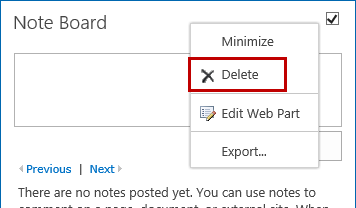 Note Board
Minimize
Delete
Edit Web Part
Export...
Previous | Next
There are no notes posted yet. You can use notes to
comment on a page, document, or external site. When